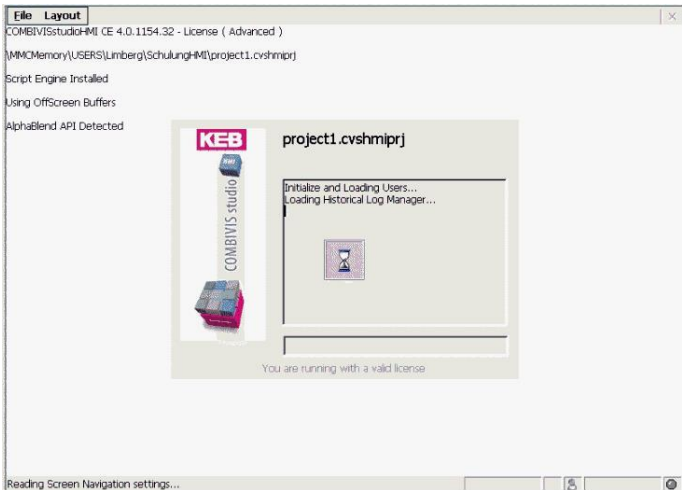 File Layout
COMBIVISstudioHMI CE 4.0.1154.32 - License ( Advanced )
\MMCMemory\USERS\Limberg\SchulungHMI\project1.cvshmiprj
Script Engine Installed
Using OffScreen Buffers
AlphaBlend API Detected
KEB
HMI
COMBIVIS studio
project1.cvshmiprj
Initialize and Loading Users...
Loading Historical Log Manager...
You are running with a valid license
Reading Screen Navigation settings...